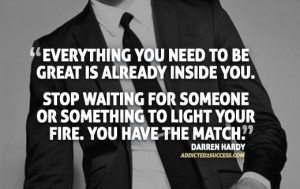 “EVERYTHING YOU NEED TO BE
GREAT IS ALREADY INSIDE YOU.
STOP WAITING FOR SOMEONE
OR SOMETHING TO LIGHT YOUR
FIRE. YOU HAVE THE MATCH.”
DARREN HARDY
ADDICTED2SUCCESS.COM